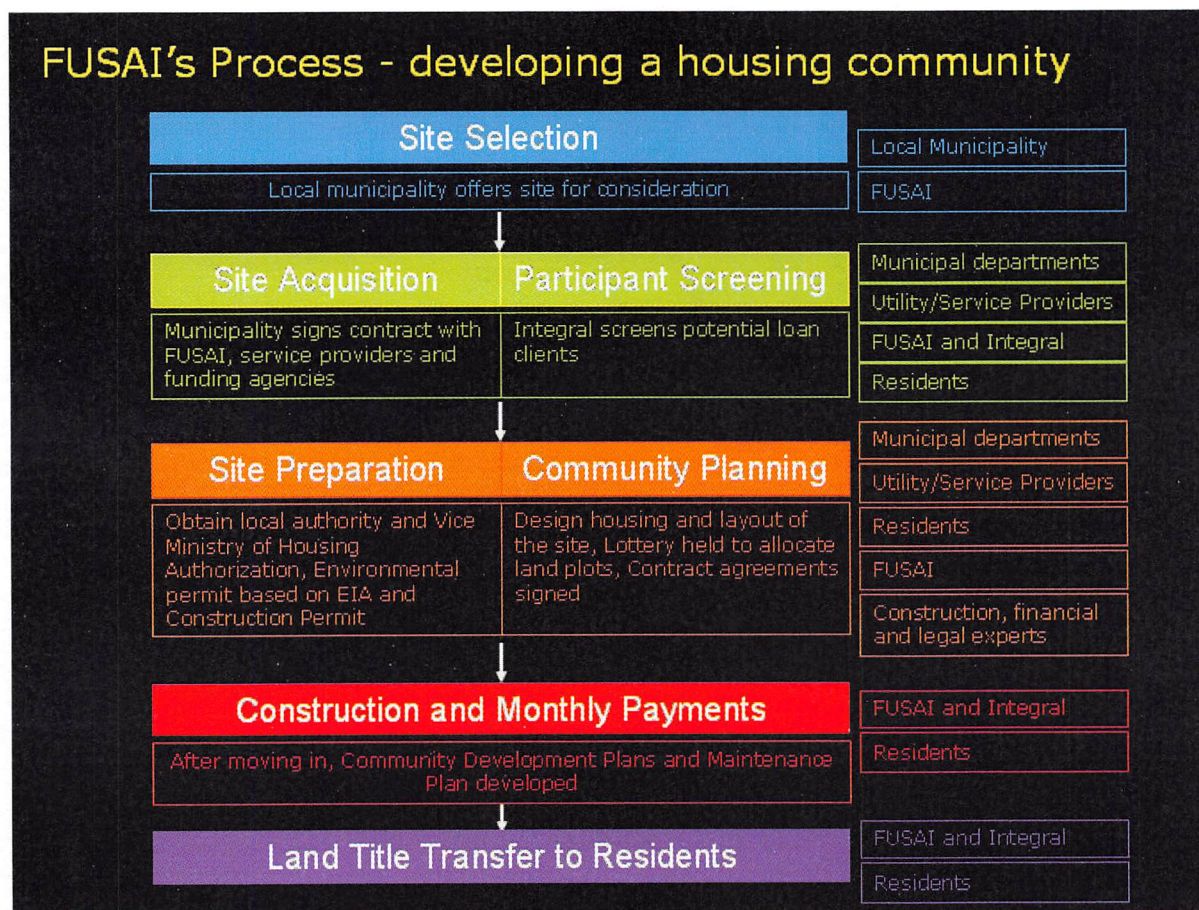 FUSAI's Process - developing a housing community
Site Selection
Local municipality offers site for consideration
Local Municipality
FUSAI
Site Acquisition
Participant Screening
Municipality signs contract with
FUSAI, service providers and
funding agencies
Integral screens potential loan
clients
Municipal departments
Utility/Service Providers
FUSAI and Integral
Residents
Site Preparation
Community Planning
Obtain local authority and Vice
Ministry of Housing
Authorization, Environmental
permit based on EIA and
Construction Permit
Design housing and layout of
the site, Lottery held to allocate
land plots, Contract agreements
signed
Municipal departments
Utility/Service Providers
Residents
FUSAI
Construction, financial
and legal experts
Construction and Monthly Payments
After moving in, Community Development Plans and Maintenance
Plan developed
FUSAI and Integral
Residents
Land Title Transfer to Residents
FUSAI and Integral
Residents